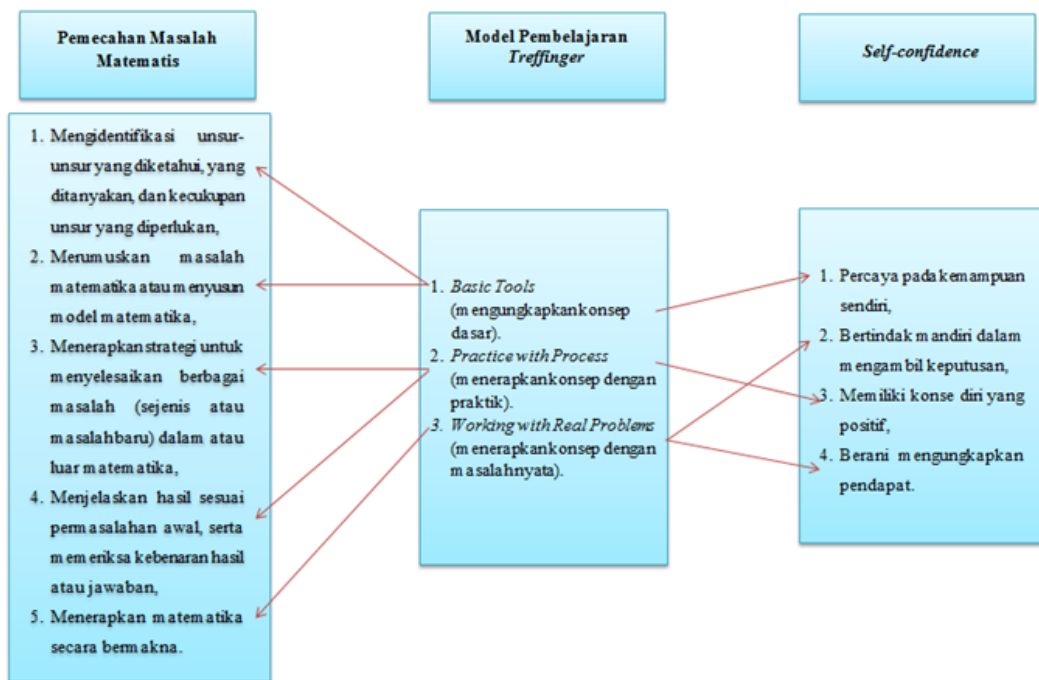 Pemecahan Masalah
Matematis
Model Pembelajaran
Treffinger
Self-confidence
1. Mengidentifikasi unsur-
unsur yang diketahui, yang
ditanyakan, dan kecukupan
unsur yang diperlukan,
2. Merumuskan masalah
matematika atau menyusun
model matematika,
3. Menerapkan strategi untuk
menyelesaikan berbagai
masalah (sejenis atau
masalah baru) dalam atau
luar matematika,
4. Menjelaskan hasil sesuai
permasalahan awal, serta
memeriksa kebenaran hasil
atau jawaban,
5. Menerapkan matematika
secara bermakna.
1. Basic Tools
(mengungkapkan konsep
dasar).
2. Practice with Process
(menerapkan konsep dengan
praktik).
3. Working with Real Problems
(menerapkan konsep dengan
masalah nyata).
1. Percaya pada kemampuan
sendiri,
2. Bertindak mandiri dalam
mengambil keputusan,
3. Memiliki konse diri yang
positif,
4. Berani mengungkapkan
pendapat.